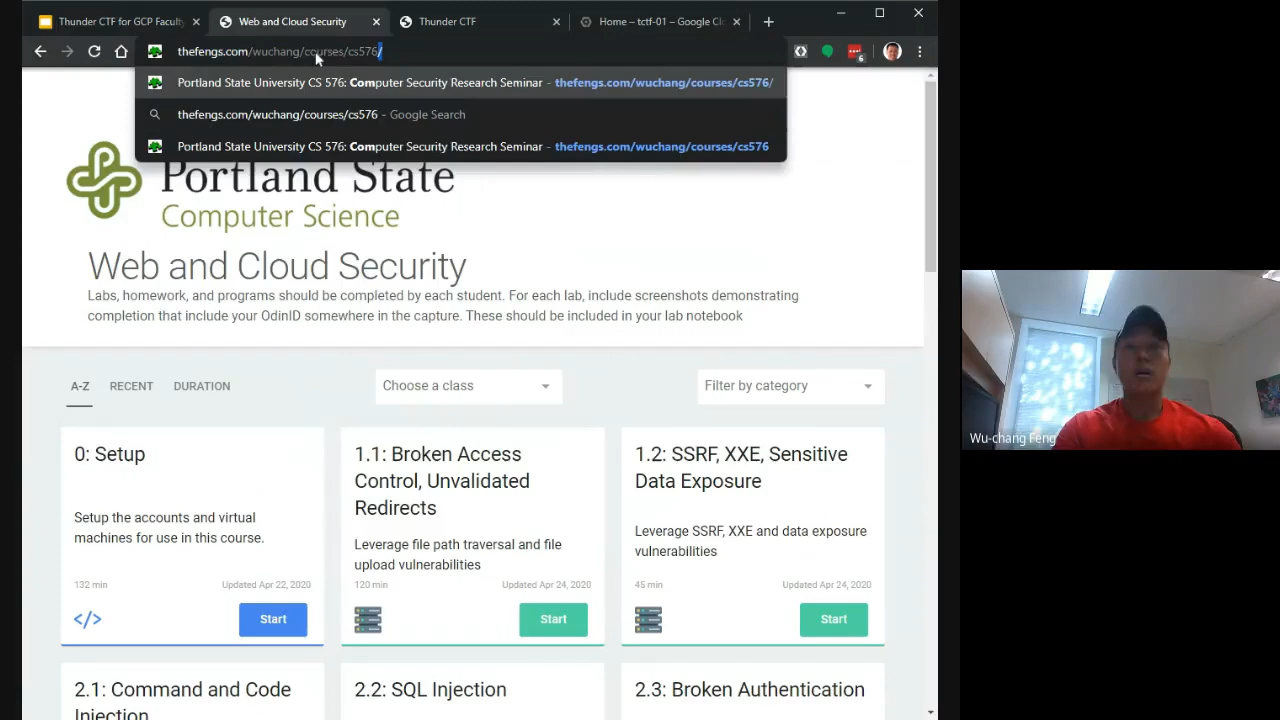 Thunder CTF for GCP Faculty
Web and Cloud Security
Thunder CTF
Home – tctf-01 – Google Clo
thefengs.com/wuchang/courses/cs576/
6
Portland State University CS 576: Computer Security Research Seminar - thefengs.com/wuchang/courses/cs576/
thefengs.com/wuchang/courses/cs576 - Google Search
Portland State University CS 576: Computer Security Research Seminar - thefengs.com/wuchang/courses/cs576
Portland State
Computer Science
Web and Cloud Security
Labs, homework, and programs should be completed by each student. For each lab, include screenshots demonstrating
completion that include your OdinID somewhere in the capture. These should be included in your lab notebook
A-Z RECENT DURATION
Choose a class
Filter by category
0: Setup
Setup the accounts and virtual
machines for use in this course.
132 min Updated Apr 22, 2020
</> Start
1.1: Broken Access
Control, Unvalidated
Redirects
Leverage file path traversal and file
upload vulnerabilities
120 min Updated Apr 24, 2020
Start
1.2: SSRF, XXE, Sensitive
Data Exposure
Leverage SSRF, XXE and data exposure
vulnerabilities
45 min Updated Apr 24, 2020
Start
2.1: Command and Code
Injection
2.2: SQL Injection
2.3: Broken Authentication
Wu-chang Feng